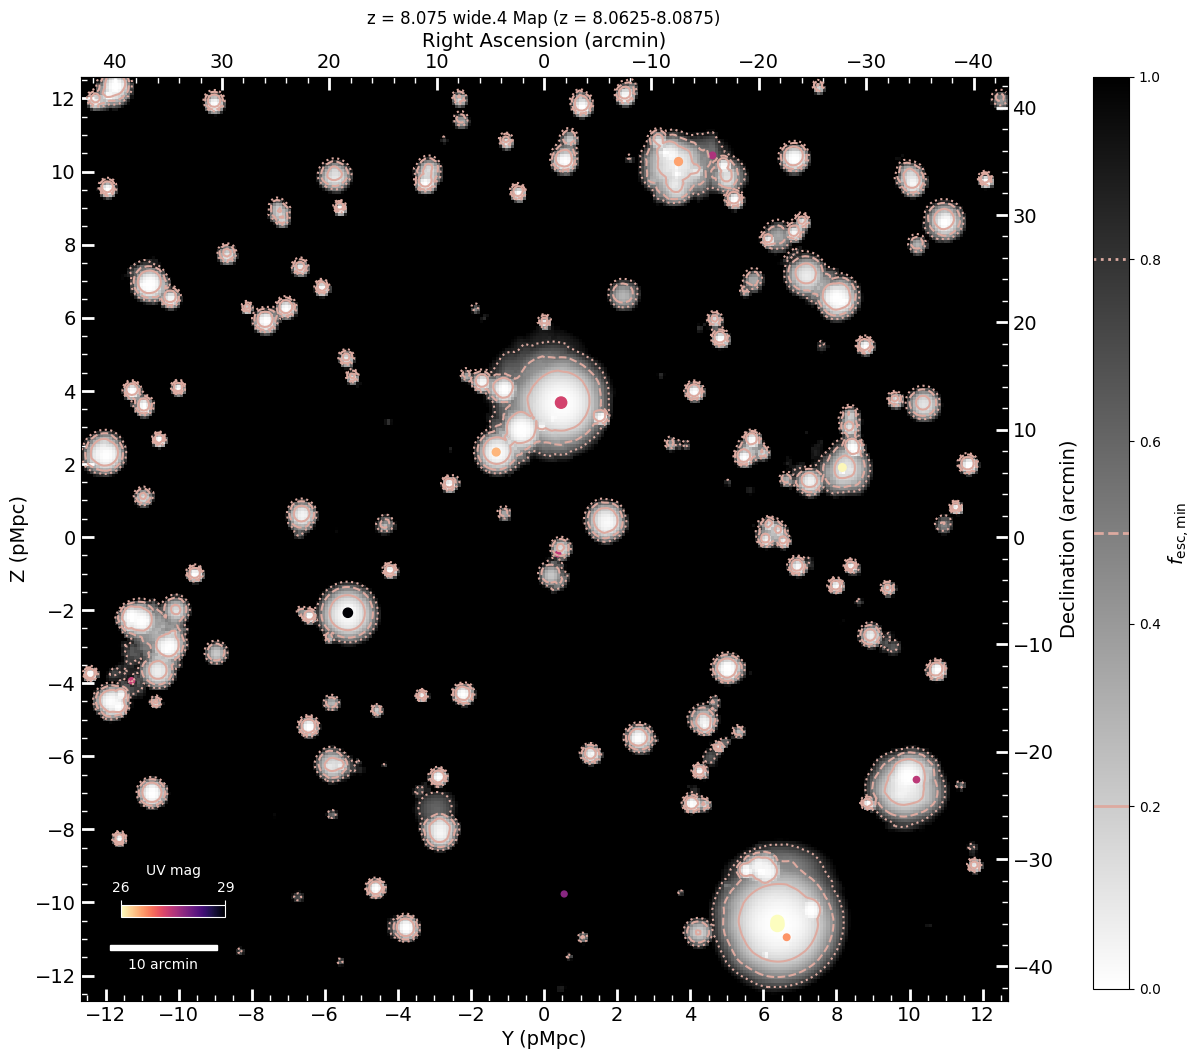 z = 8.075 wide.4 Map (z = 8.0625-8.0875)
Right Ascension (arcmin)
40 30 20 10 0 −10 −20 −30 −40
12
10
8
6
4
2
0
−2
−4
−6
−8
−10
−12
Z (pMpc)
40
30
20
10
0
−10
−20
−30
−40
Declination (arcmin)
UV mag
26 29
10 arcmin
−12 −10 −8 −6 −4 −2 0 2 4 6 8 10 12
Y (pMpc)
1.0
0.8
0.6
0.4
0.2
0.0
f_esc,min